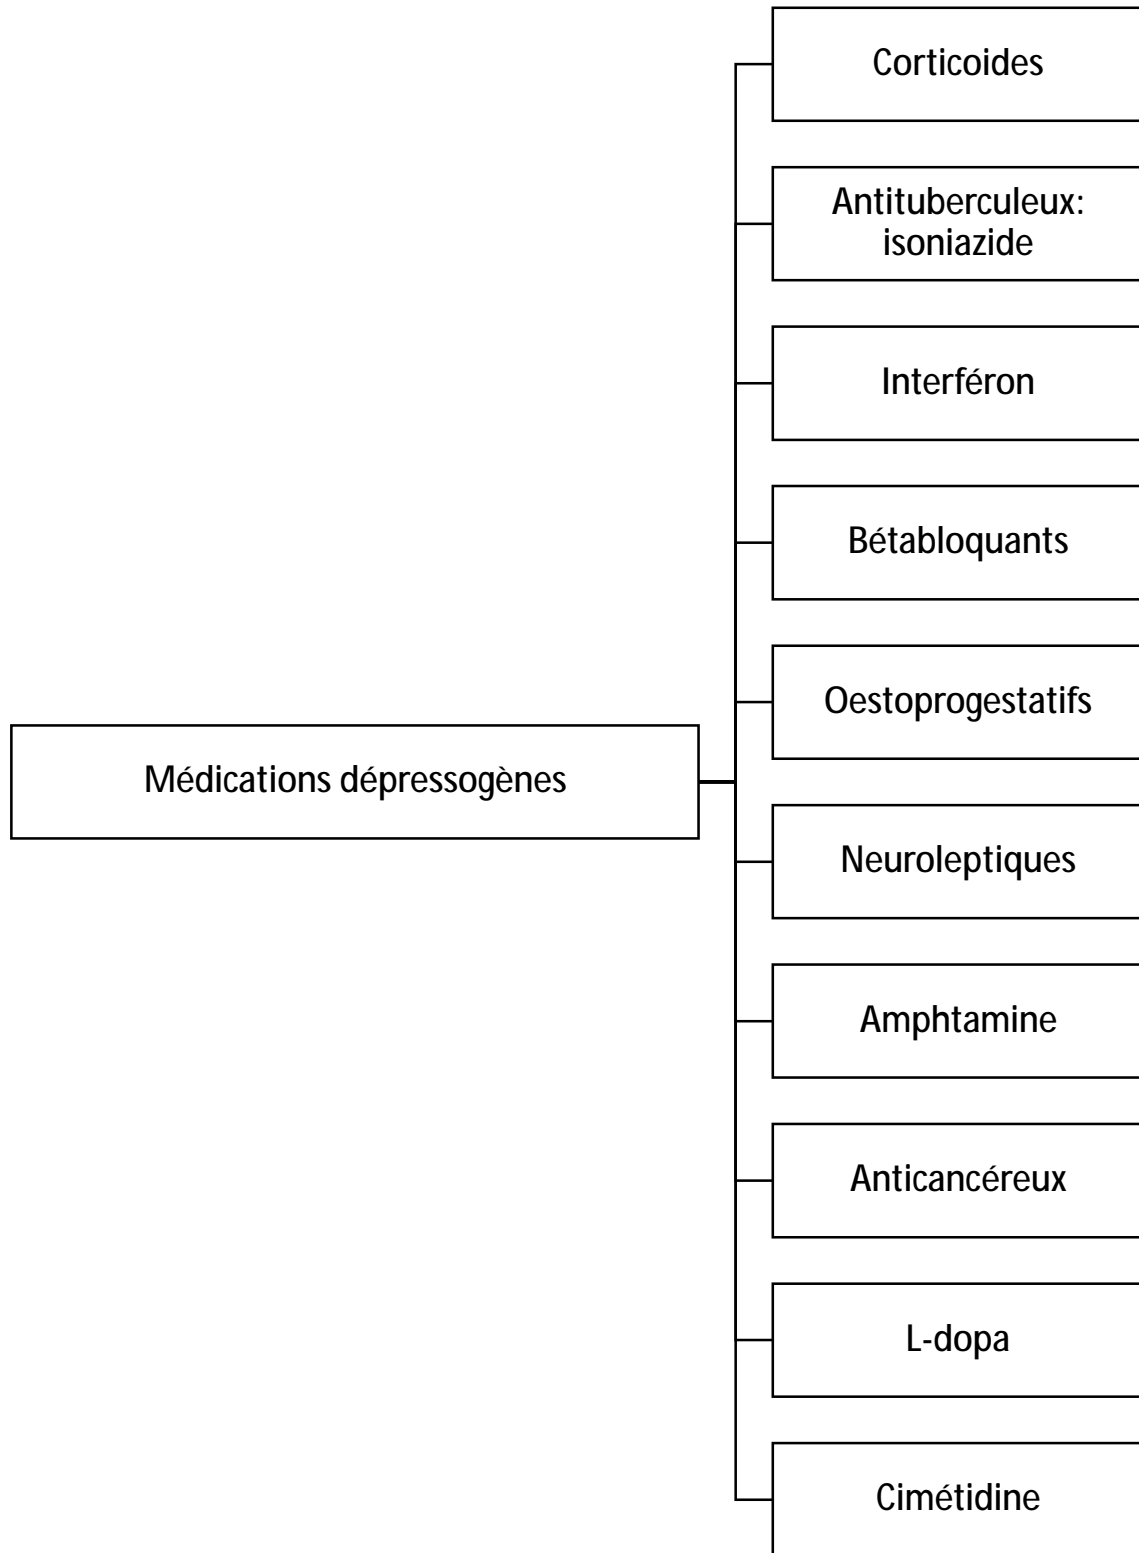 Corticoides
Antituberculeux:
isoniazide
Interféron
Bétabloquants
Oestoprogestatifs
Médications dépressogènes
Neuroleptiques
Amphtamine
Anticancéreux
L-dopa
Cimétidine